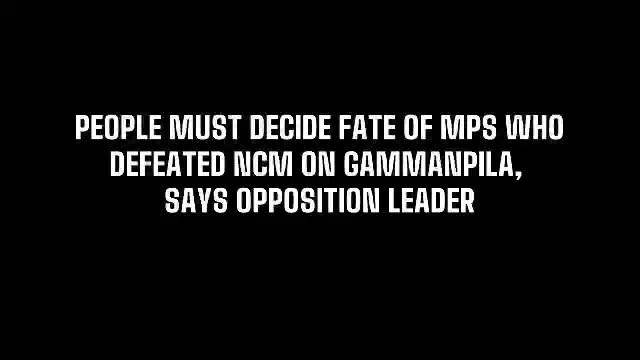 PEOPLE MUST DECIDE FATE OF MPS WHO
DEFEATED NCM ON GAMMANPILA,
SAYS OPPOSITION LEADER